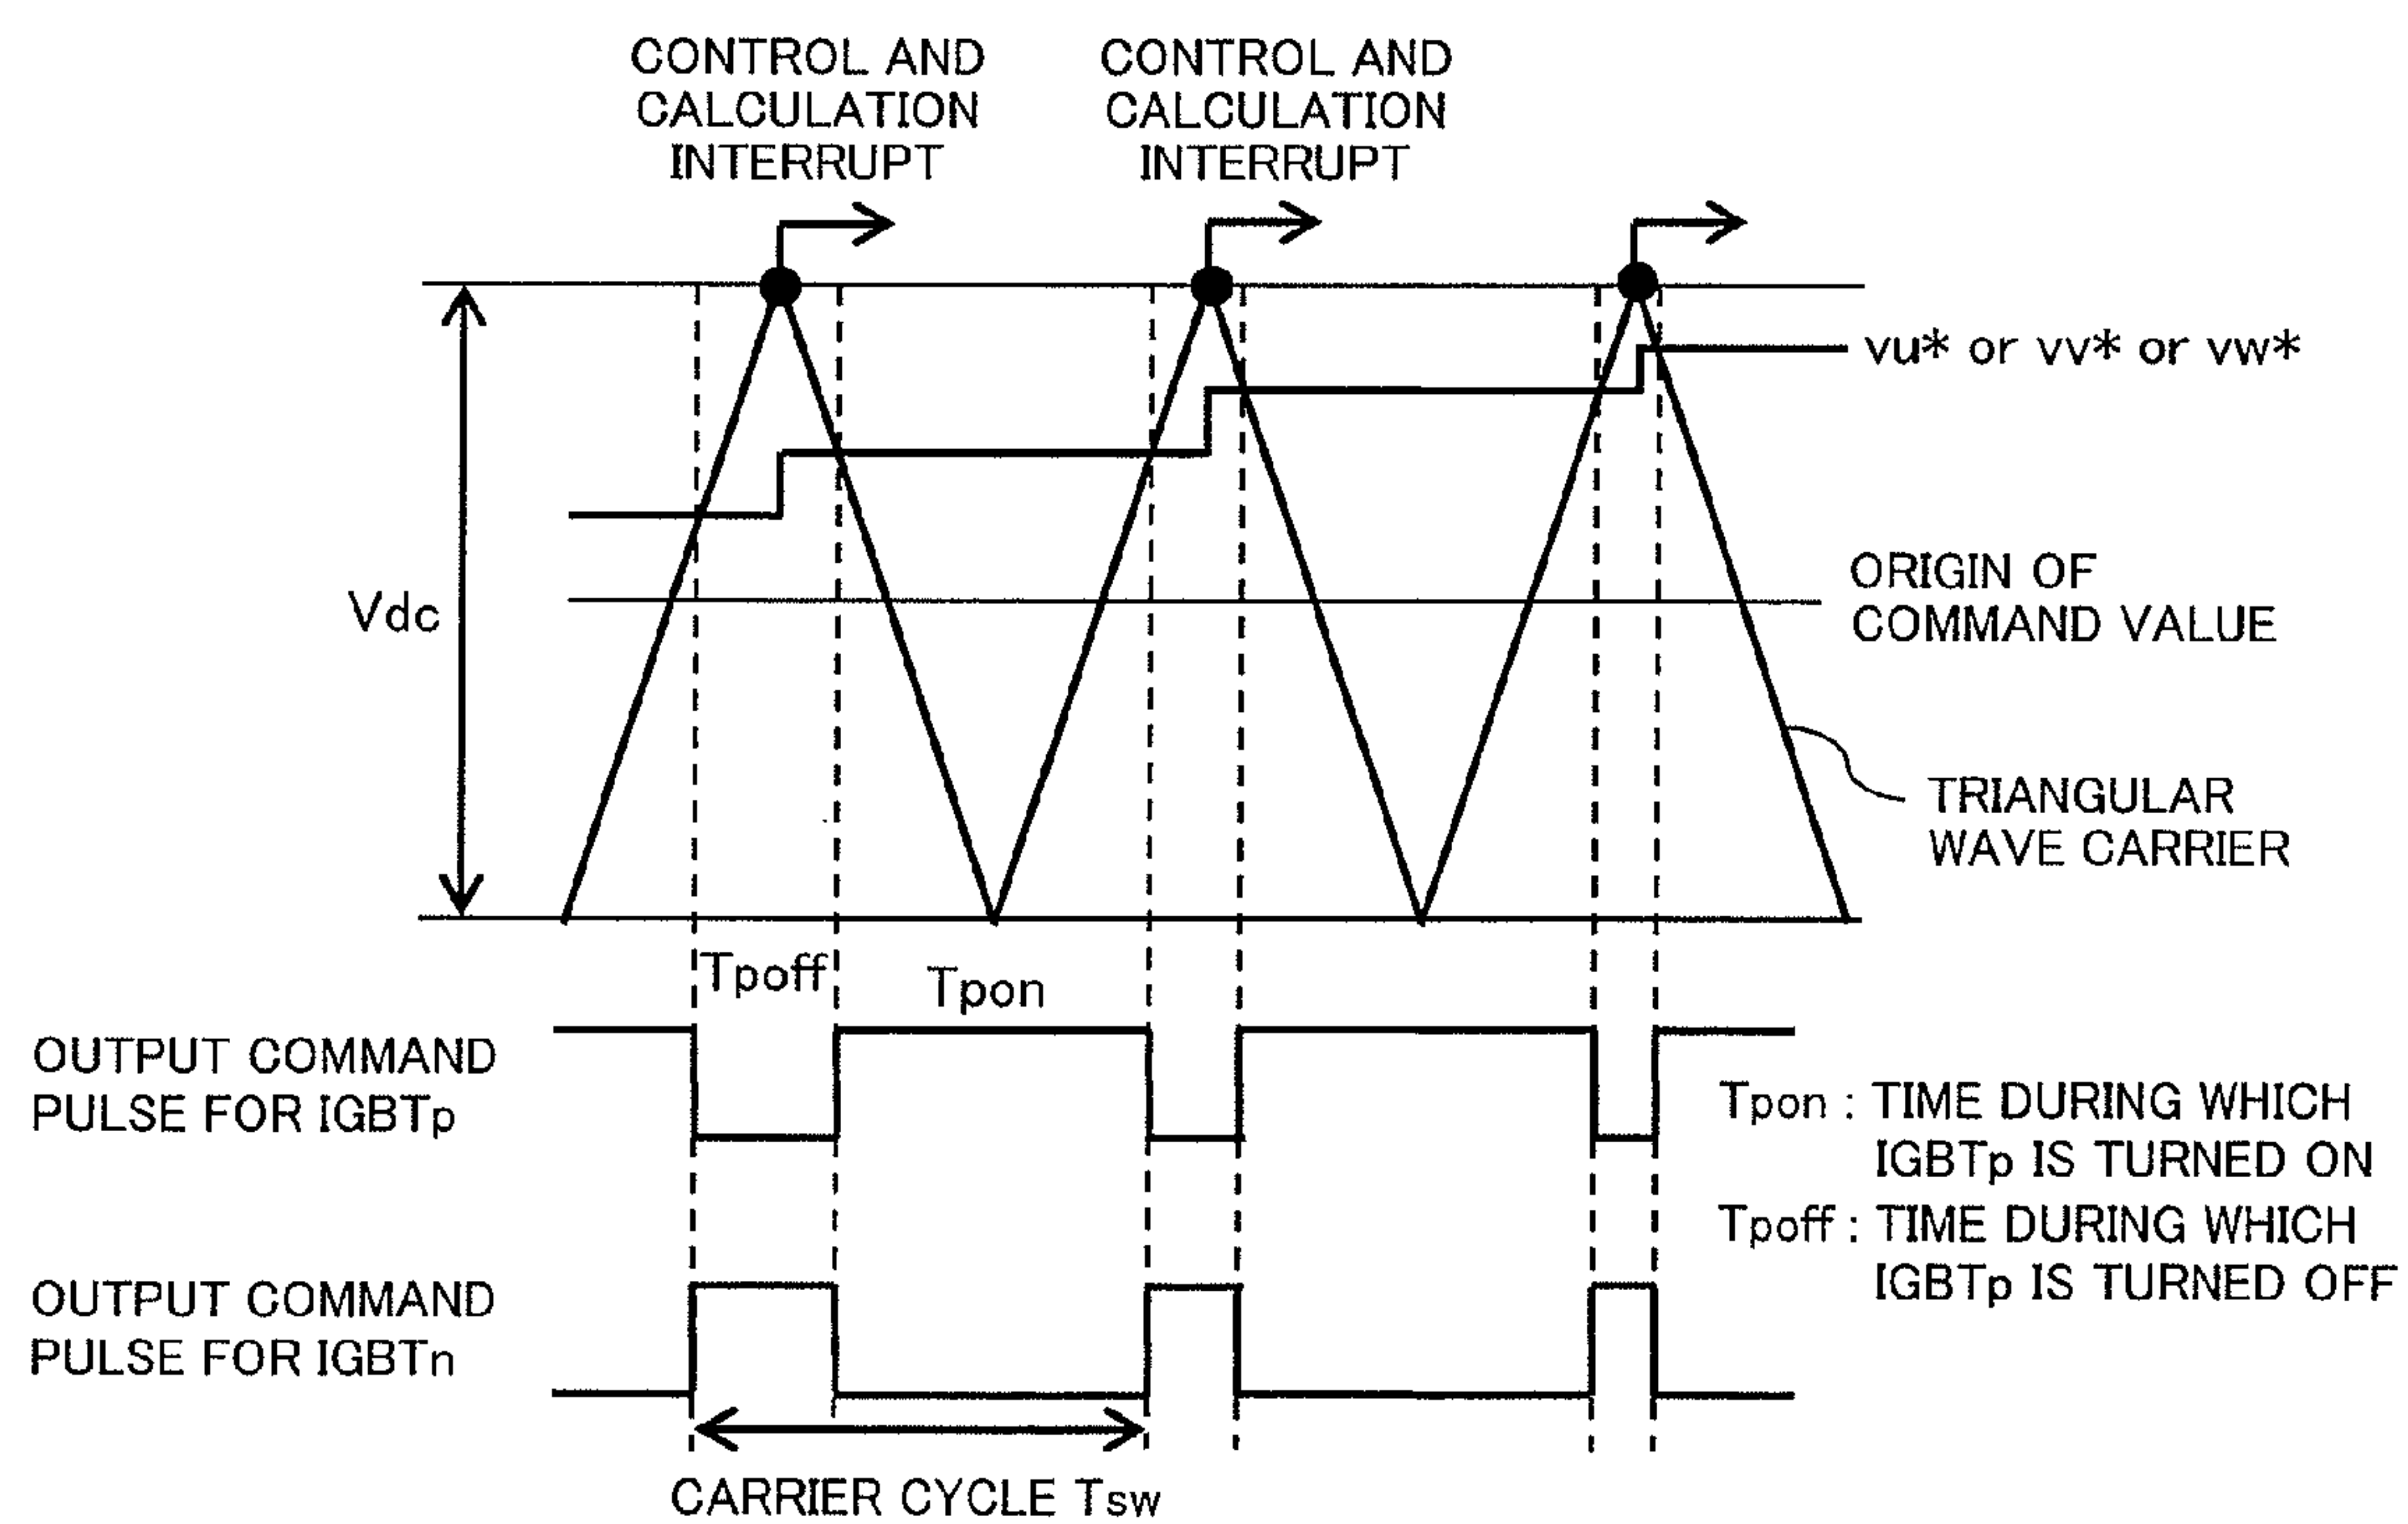 CONTROL AND
CALCULATION
INTERRUPT
CONTROL AND
CALCULATION
INTERRUPT
vu* or vv* or vw*
Vdc
ORIGIN OF
COMMAND VALUE
TRIANGULAR
WAVE CARRIER
Tpoff
Tpon
OUTPUT COMMAND
PULSE FOR IGBTp
Tpon : TIME DURING WHICH
IGBTp IS TURNED ON
Tpoff : TIME DURING WHICH
IGBTp IS TURNED OFF
OUTPUT COMMAND
PULSE FOR IGBTn
CARRIER CYCLE Tsw